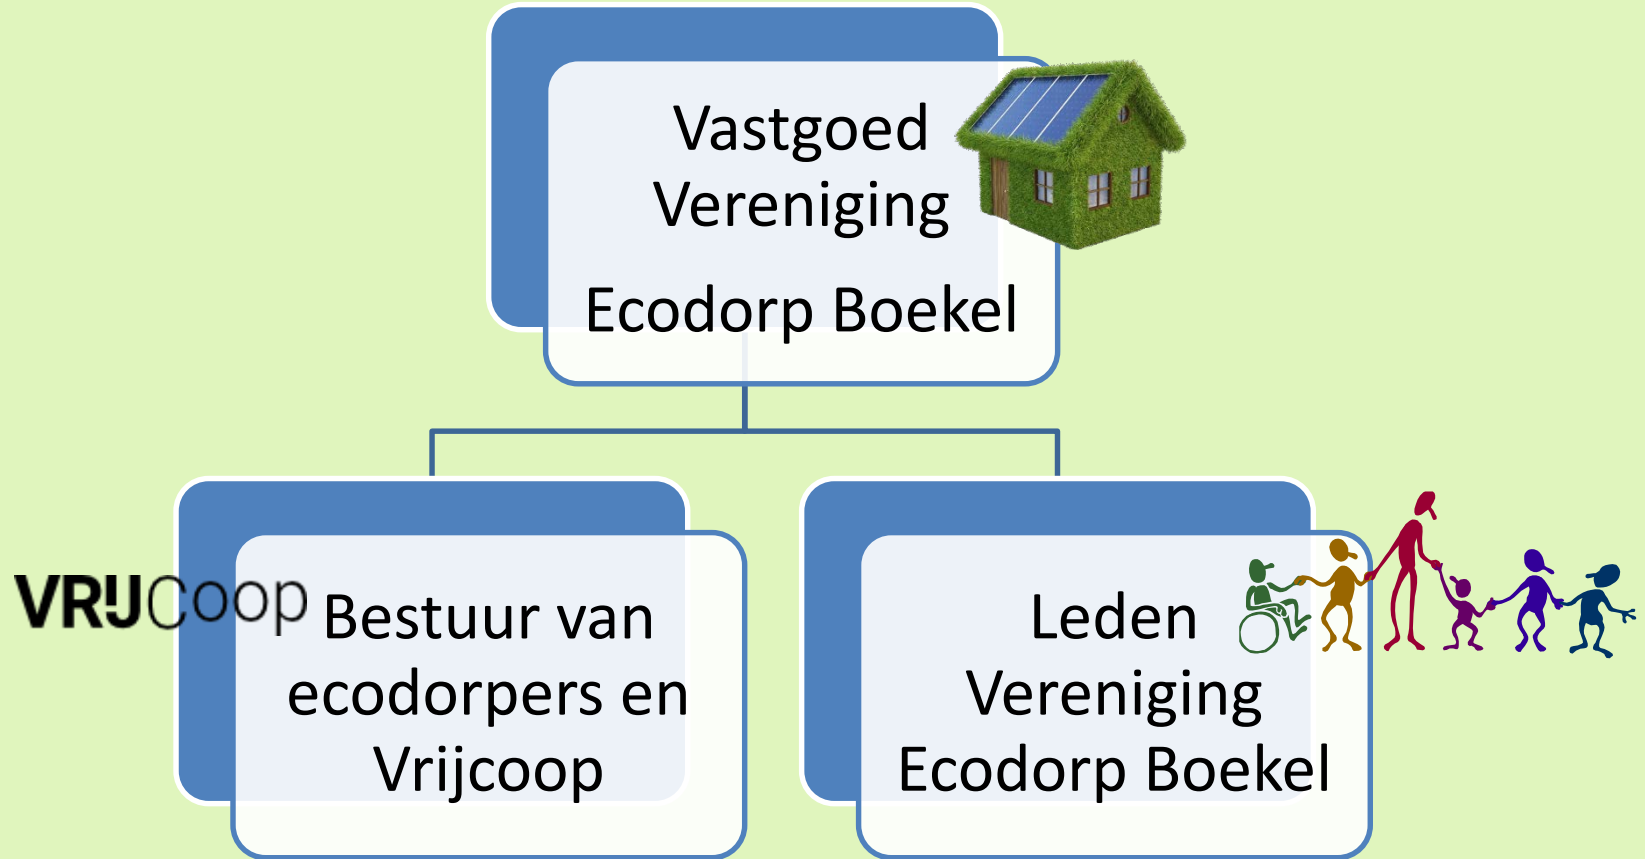 Vastgoed
Vereniging
Ecodorp Boekel
VRIJCoop
Bestuur van
ecodorpers en
Vrijcoop
Leden
Vereniging
Ecodorp Boekel